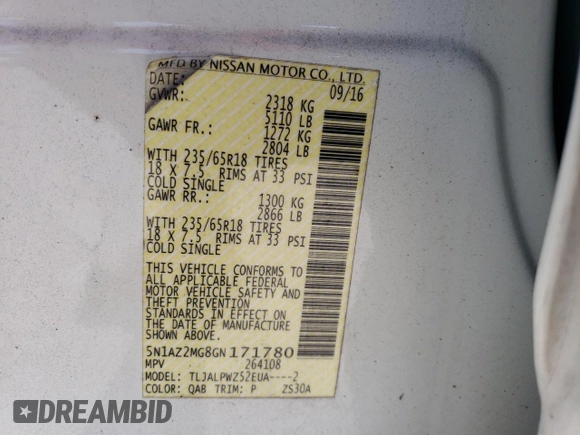 MFD BY NISSAN MOTOR CO., LTD.
DATE: 09/16
GVWR: 2318 KG
5110 LB
GAWR FR.: 1272 KG
2804 LB
WITH 235/65R18 TIRES
18 X 7.5 RIMS AT 33 PSI
COLD SINGLE
GAWR RR.: 1300 KG
2866 LB
WITH 235/65R18 TIRES
18 X 7.5 RIMS AT 33 PSI
COLD SINGLE
THIS VEHICLE CONFORMS TO
ALL APPLICABLE FEDERAL
MOTOR VEHICLE SAFETY AND
THEFT PREVENTION
STANDARDS IN EFFECT ON
THE DATE OF MANUFACTURE
SHOWN ABOVE.
5N1AZ2MG8GN171780
MPV 264108
MODEL: TLJALPWZ52EUA----2
COLOR: QAB TRIM: P ZS30A
DREAMBID
dreambidcars.com